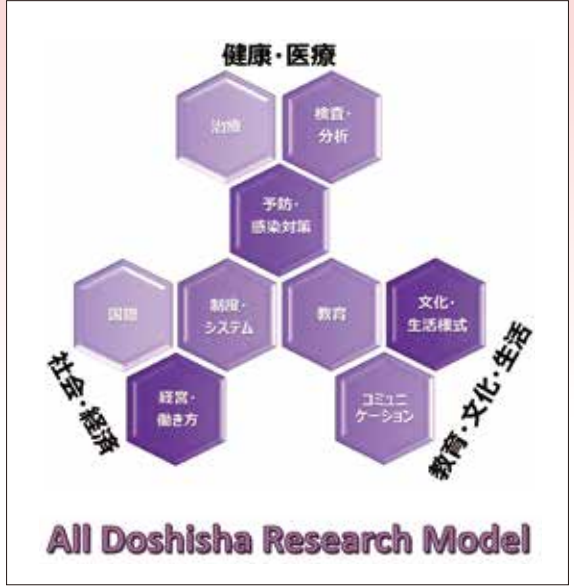 健康・医療
治療
検査・
分析
予防・
感染対策
国際
制度・
システム
教育
文化・
生活様式
社会・経済
経営・
働き方
コミュニ
ケーション
教育・文化・生活
All Doshisha Research Model